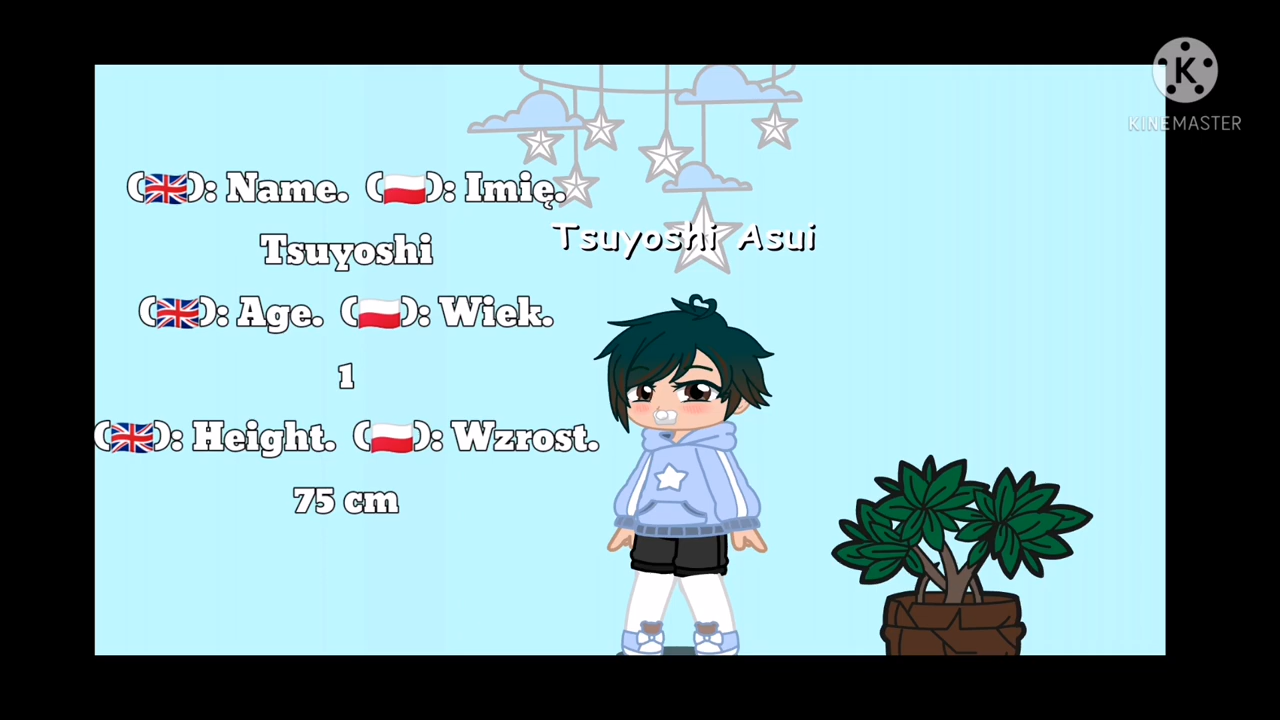 K
KINEMASTER
(🇬🇧): Name. (🇵🇱): Imię.
Tsuyoshi
Tsuyoshi Asui
(🇬🇧): Age. (🇵🇱): Wiek.
1
(🇬🇧): Height. (🇵🇱): Wzrost.
75 cm